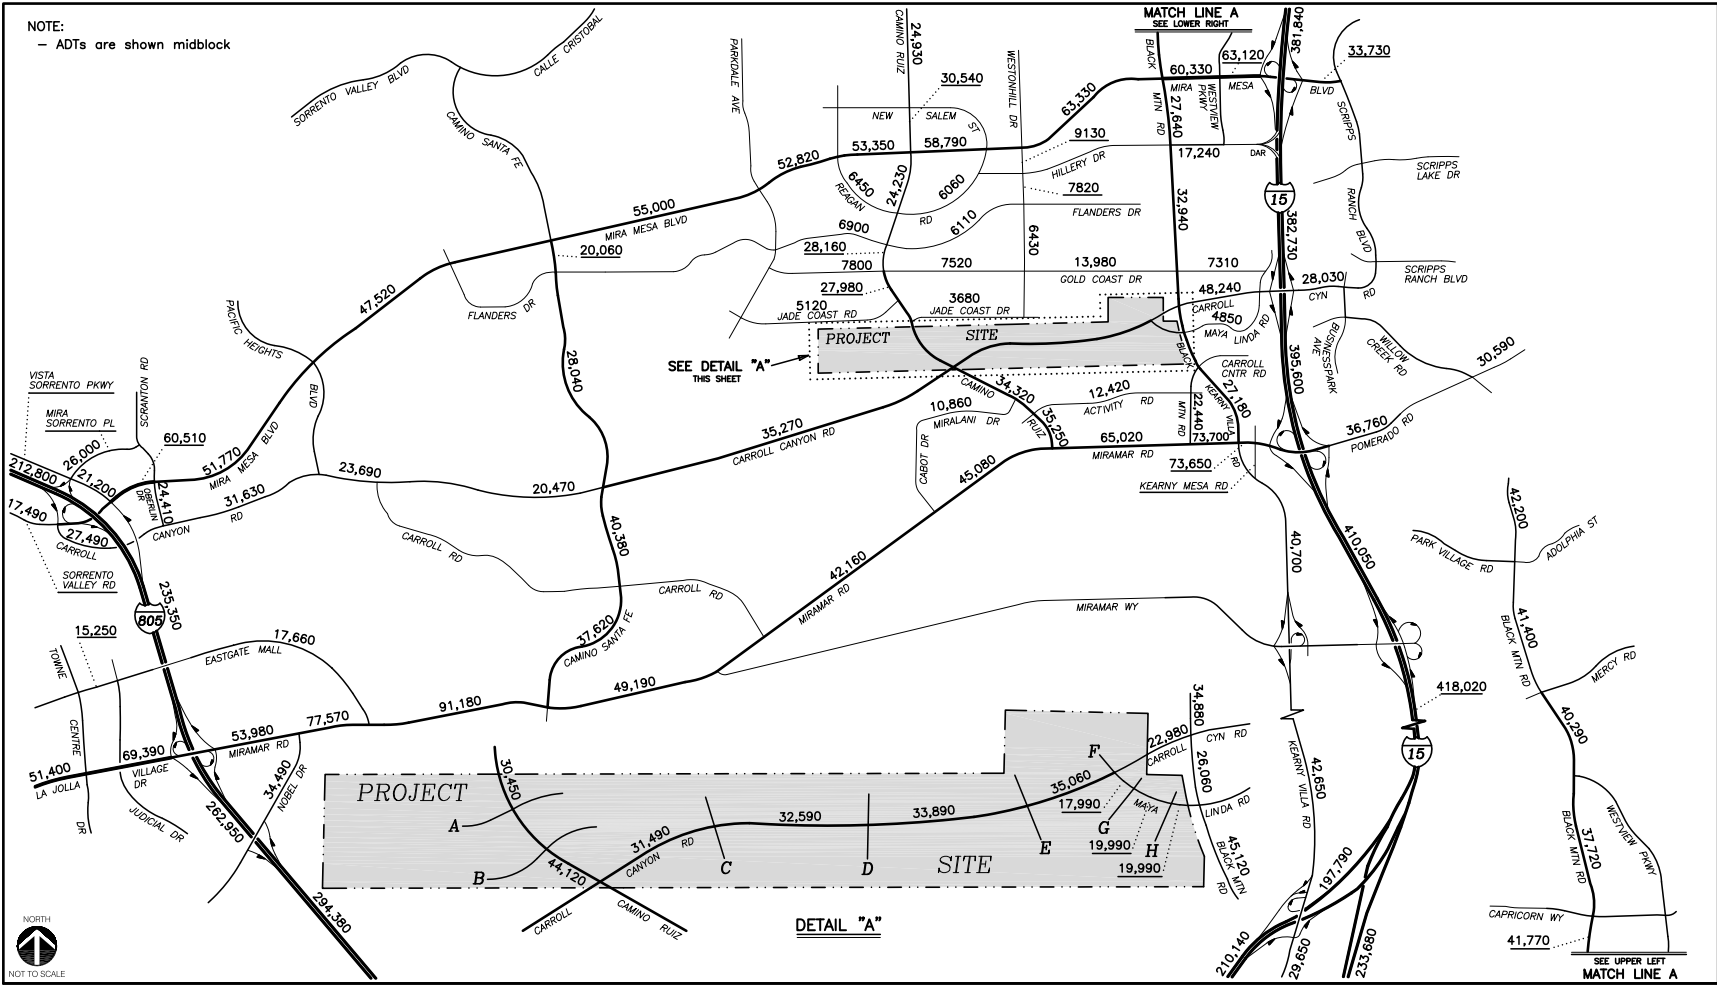 NOTE:
– ADTs are shown midblock
SORRENTO VALLEY BLVD
CALLE CRISTOBAL
CAMINO SANTA FE
PARKDALE AVE
CAMINO RUIZ
24,930
30,540
WESTONHILL DR
NEW SALEM ST
MATCH LINE A
SEE LOWER RIGHT
BLACK MTN RD
60,330
63,120
MIRA MESA BLVD
WESTVIEW PKWY
381,840
33,730
63,330
27,640
9130
HILLERY DR
17,240
DAR
SCRIPPS RANCH BLVD
SCRIPPS
LAKE DR
15
52,820
53,350
58,790
6450
REAGAN RD
24,230
6060
7820
FLANDERS DR
32,940
382,730
55,000
MIRA MESA BLVD
20,060
6900
6110
6430
28,160
7800
7520
13,980
7310
GOLD COAST DR
SCRIPPS
RANCH BLVD
47,520
FLANDERS DR
27,980
5120
JADE COAST RD
3680
JADE COAST DR
48,240
CARROLL CYN RD
28,030
4850
MAYA LINDA RD
PROJECT SITE
SEE DETAIL "A"
THIS SHEET
PACIFIC HEIGHTS BLVD
28,040
BUSINESSPARK
AVE
WILLOW
CREEK RD
30,590
395,600
BLACK MTN RD
CARROLL
CNTR RD
CAMINO RUIZ
34,320
35,250
10,860
MIRALANI DR
12,420
ACTIVITY RD
22,440
27,180
KEARNY VILLA RD
36,760
POMERADO RD
VISTA
SORRENTO PKWY
MIRA
SORRENTO PL
SCRANTON RD
60,510
26,000
212,800
21,200
51,770
MIRA MESA BLVD
OBERLIN
DR
24,410
31,630
CANYON RD
23,690
20,470
35,270
CARROLL CANYON RD
CABOT DR
45,080
65,020
MIRAMAR RD
73,700
73,650
KEARNY MESA RD
17,490
27,490
CARROLL
SORRENTO
VALLEY RD
235,350
805
CARROLL RD
40,380
CARROLL RD
42,160
MIRAMAR RD
40,700
410,050
MIRAMAR WY
42,200
PARK VILLAGE RD
ADOLPHIA ST
41,400
BLACK MTN RD
MERCY RD
15,250
17,660
EASTGATE MALL
37,620
CAMINO SANTA FE
TOWNE CENTRE DR
49,190
91,180
77,570
53,980
MIRAMAR RD
69,390
51,400
LA JOLLA VILLAGE
DR
JUDICIAL DR
34,490
NOBEL DR
262,950
294,380
418,020
15
40,290
KEARNY VILLA RD
42,650
34,880
22,980
CARROLL CYN RD
26,060
PROJECT SITE
30,450
A
B
44,120
31,490
CANYON RD
32,590
33,890
35,060
C
D
E
F
17,990
MAYA LINDA RD
G
19,990
H
19,990
45,120
BLACK MTN
RD
CARROLL
CAMINO RUIZ
DETAIL "A"
197,790
210,140
29,650
233,680
BLACK MTN RD
37,720
WESTVIEW PKWY
CAPRICORN WY
41,770
SEE UPPER LEFT
MATCH LINE A
NORTH
NOT TO SCALE